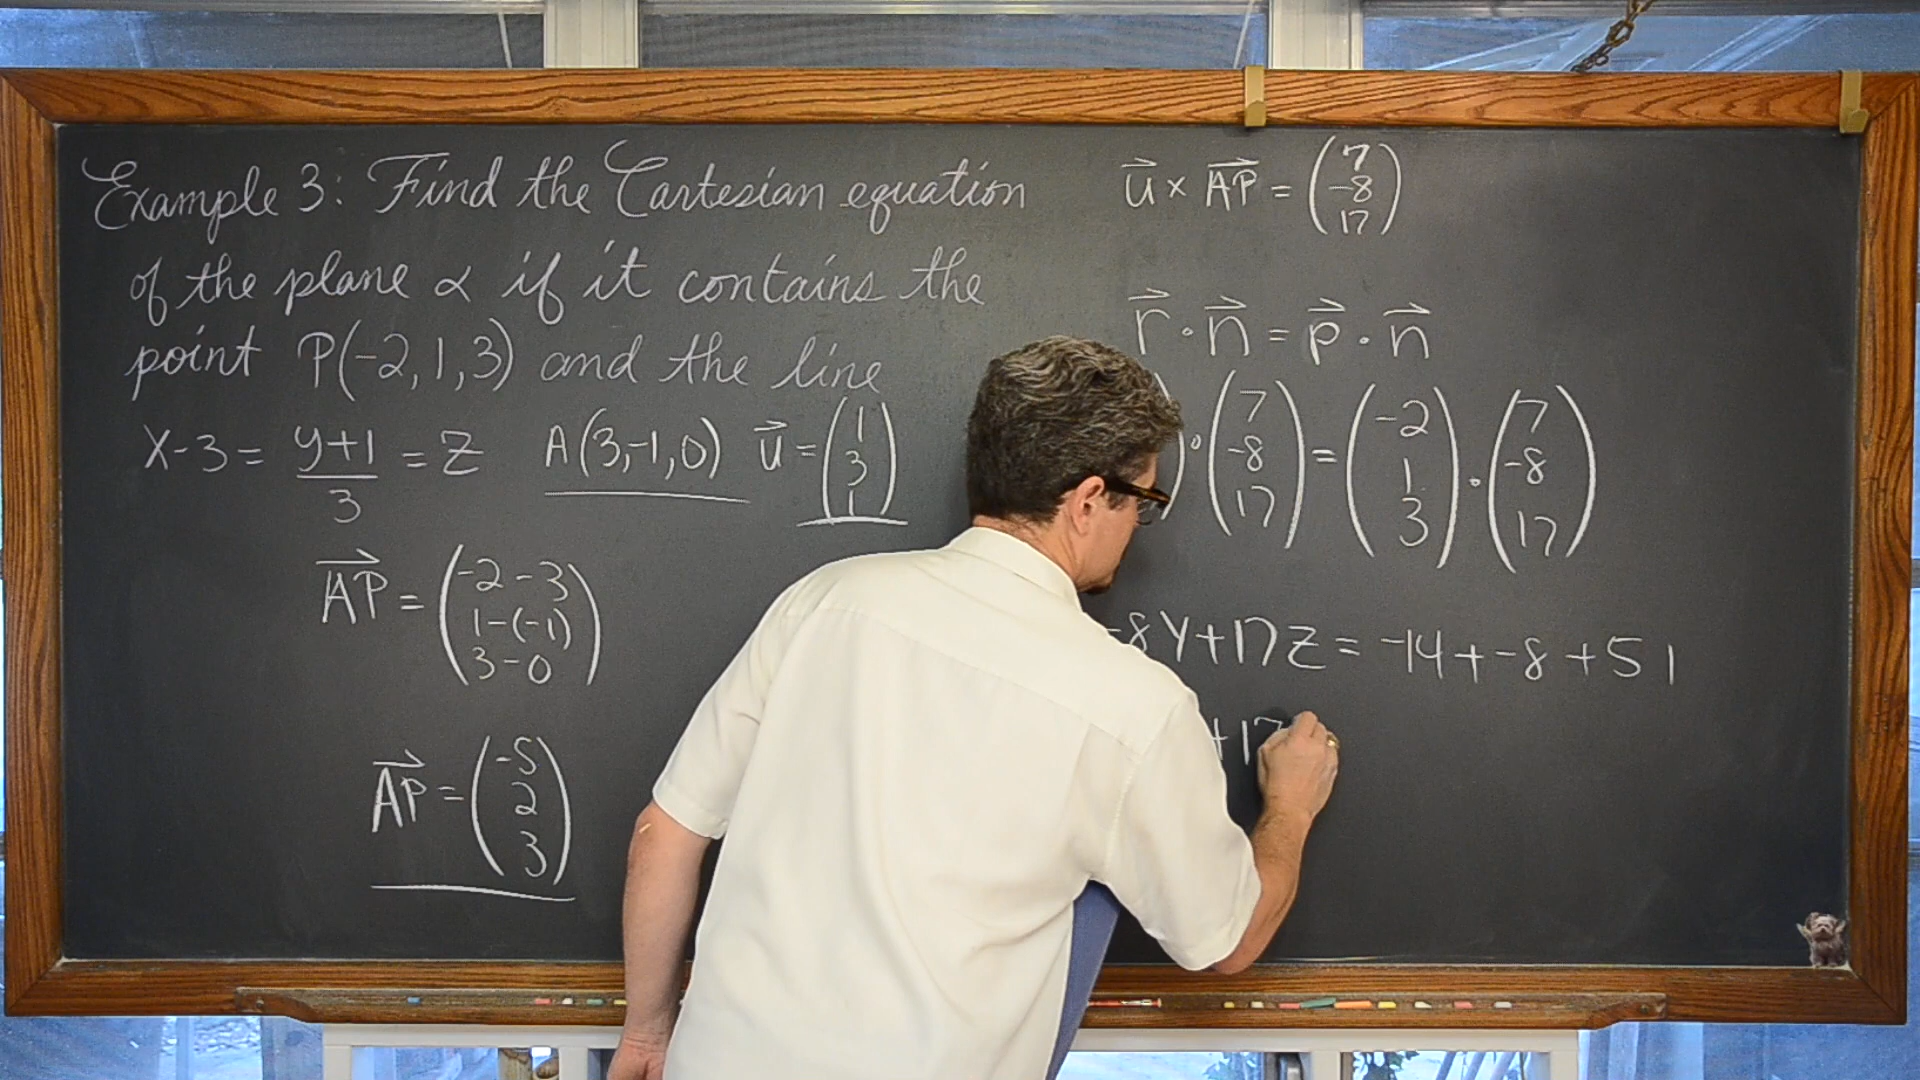 Example 3: Find the Cartesian equation
of the plane α if it contains the
point P(-2,1,3) and the line
x-3 = y+1 = z A(3,-1,0) u⃗ = (1
3 3
1)
AP⃗ = (-2-3
1-(-1)
3-0)
AP⃗ = (-5
2
3)
u⃗ × AP⃗ = (7
-8
17)
r⃗ · n⃗ = p⃗ · n⃗
) · (7 = (-2 · (7
-8 1 -8
17) 3) 17)
-8y+17z = -14+-8+51
+17